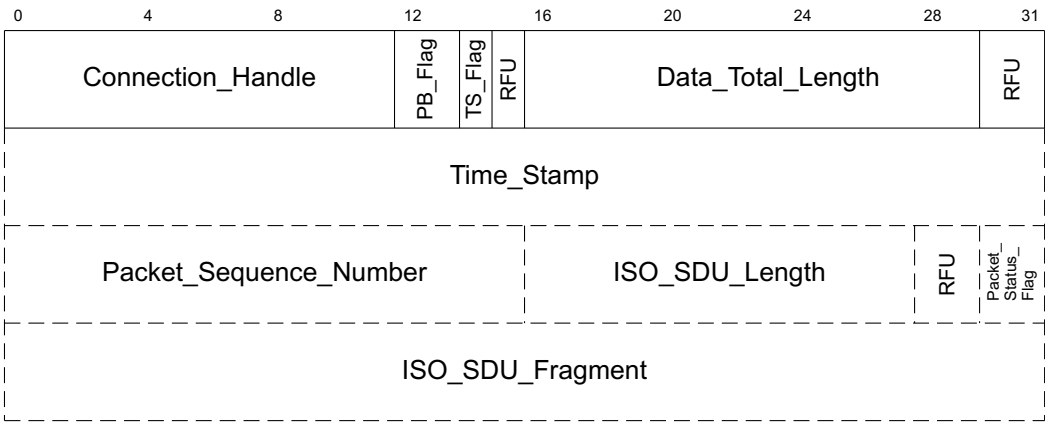 0 4 8 12 16 20 24 28 31
Connection_Handle PB_Flag TS_Flag RFU Data_Total_Length RFU
Time_Stamp
Packet_Sequence_Number ISO_SDU_Length RFU Packet_
Status_
Flag
ISO_SDU_Fragment